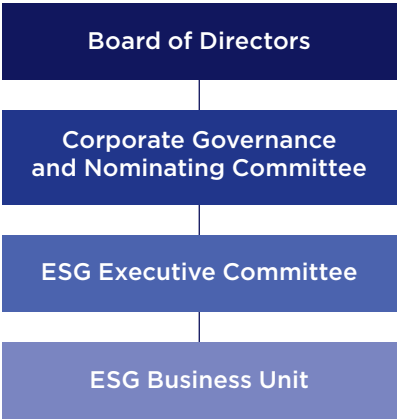 Board of Directors
Corporate Governance
and Nominating Committee
ESG Executive Committee
ESG Business Unit